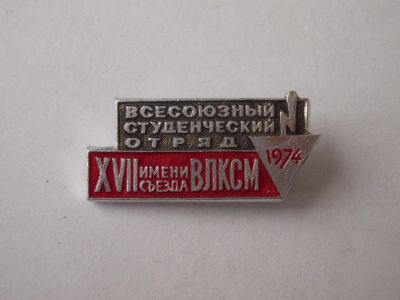 ВСЕСОЮЗНЫЙ
СТУДЕНЧЕСКИЙ
ОТРЯД
1974
XVII ИМЕНИ СЪЕЗДА ВЛКСМ